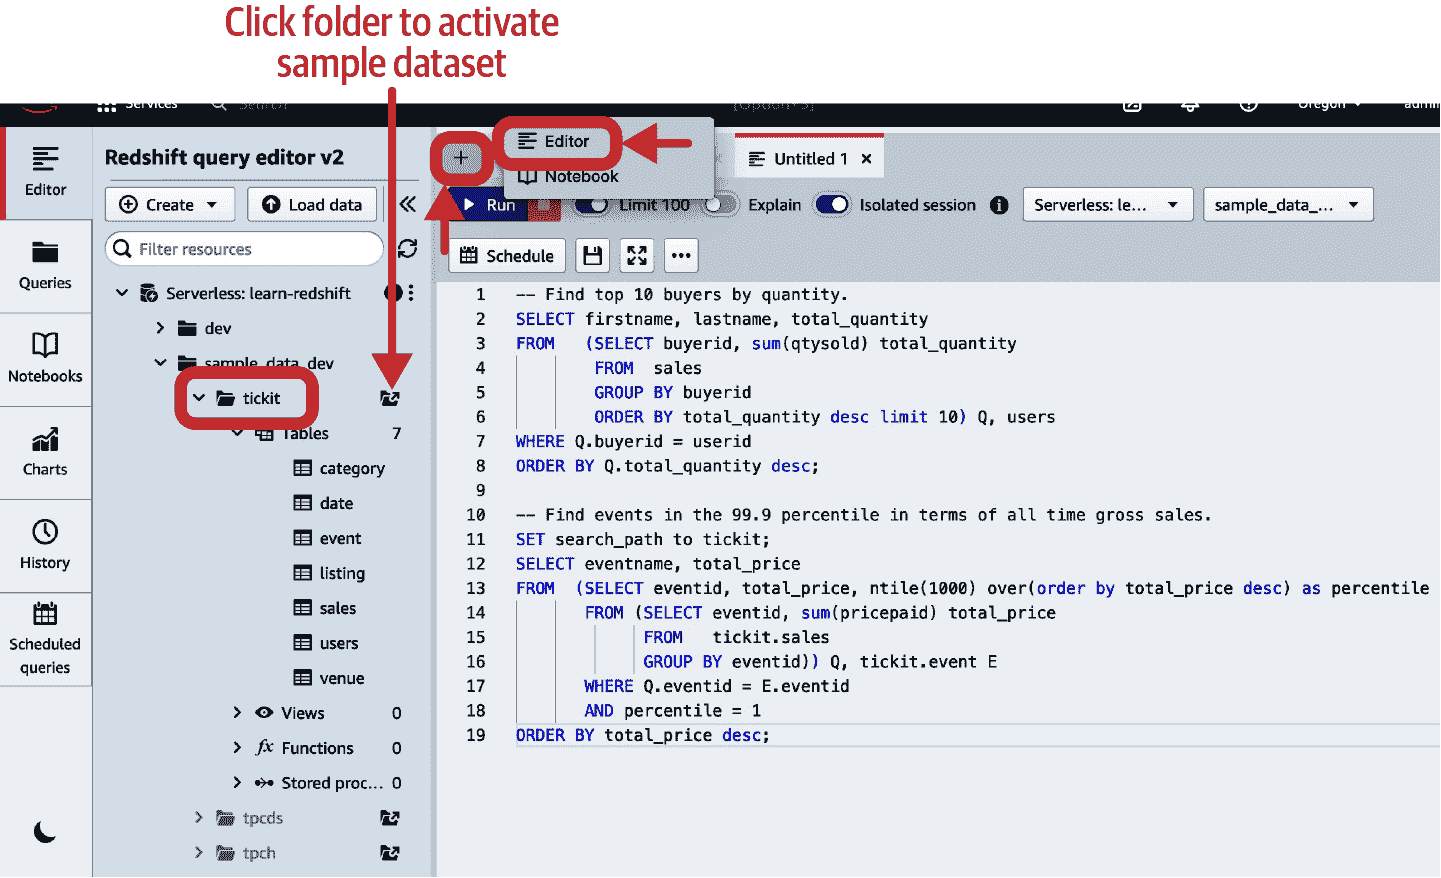 Click folder to activate
sample dataset
Services
Search
[Option+S]
Oregon
admin
Redshift query editor v2
Editor
Notebook
Untitled 1
Editor
Queries
Notebooks
Charts
History
Scheduled
queries
Create
Load data
Filter resources
Run
Limit 100
Explain
Isolated session
Serverless: le...
sample_data_...
Schedule
Serverless: learn-redshift
dev
sample_data_dev
tickit
Tables 7
category
date
event
listing
sales
users
venue
Views 0
Functions 0
Stored proc... 0
tpcds
tpch
1 -- Find top 10 buyers by quantity.
2 SELECT firstname, lastname, total_quantity
3 FROM (SELECT buyerid, sum(qtysold) total_quantity
4 FROM sales
5 GROUP BY buyerid
6 ORDER BY total_quantity desc limit 10) Q, users
7 WHERE Q.buyerid = userid
8 ORDER BY Q.total_quantity desc;
9
10 -- Find events in the 99.9 percentile in terms of all time gross sales.
11 SET search_path to tickit;
12 SELECT eventname, total_price
13 FROM (SELECT eventid, total_price, ntile(1000) over(order by total_price desc) as percentile
14 FROM (SELECT eventid, sum(pricepaid) total_price
15 FROM tickit.sales
16 GROUP BY eventid)) Q, tickit.event E
17 WHERE Q.eventid = E.eventid
18 AND percentile = 1
19 ORDER BY total_price desc;